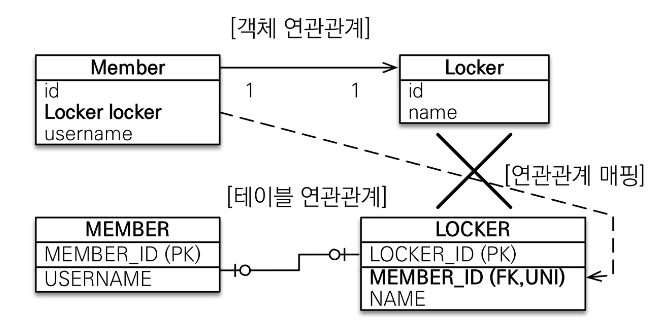 [객체 연관관계]
Member
id
Locker locker
username
1
1
Locker
id
name
[연관관계 매핑]
[테이블 연관관계]
MEMBER
MEMBER_ID (PK)
USERNAME
LOCKER
LOCKER_ID (PK)
MEMBER_ID (FK,UNI)
NAME